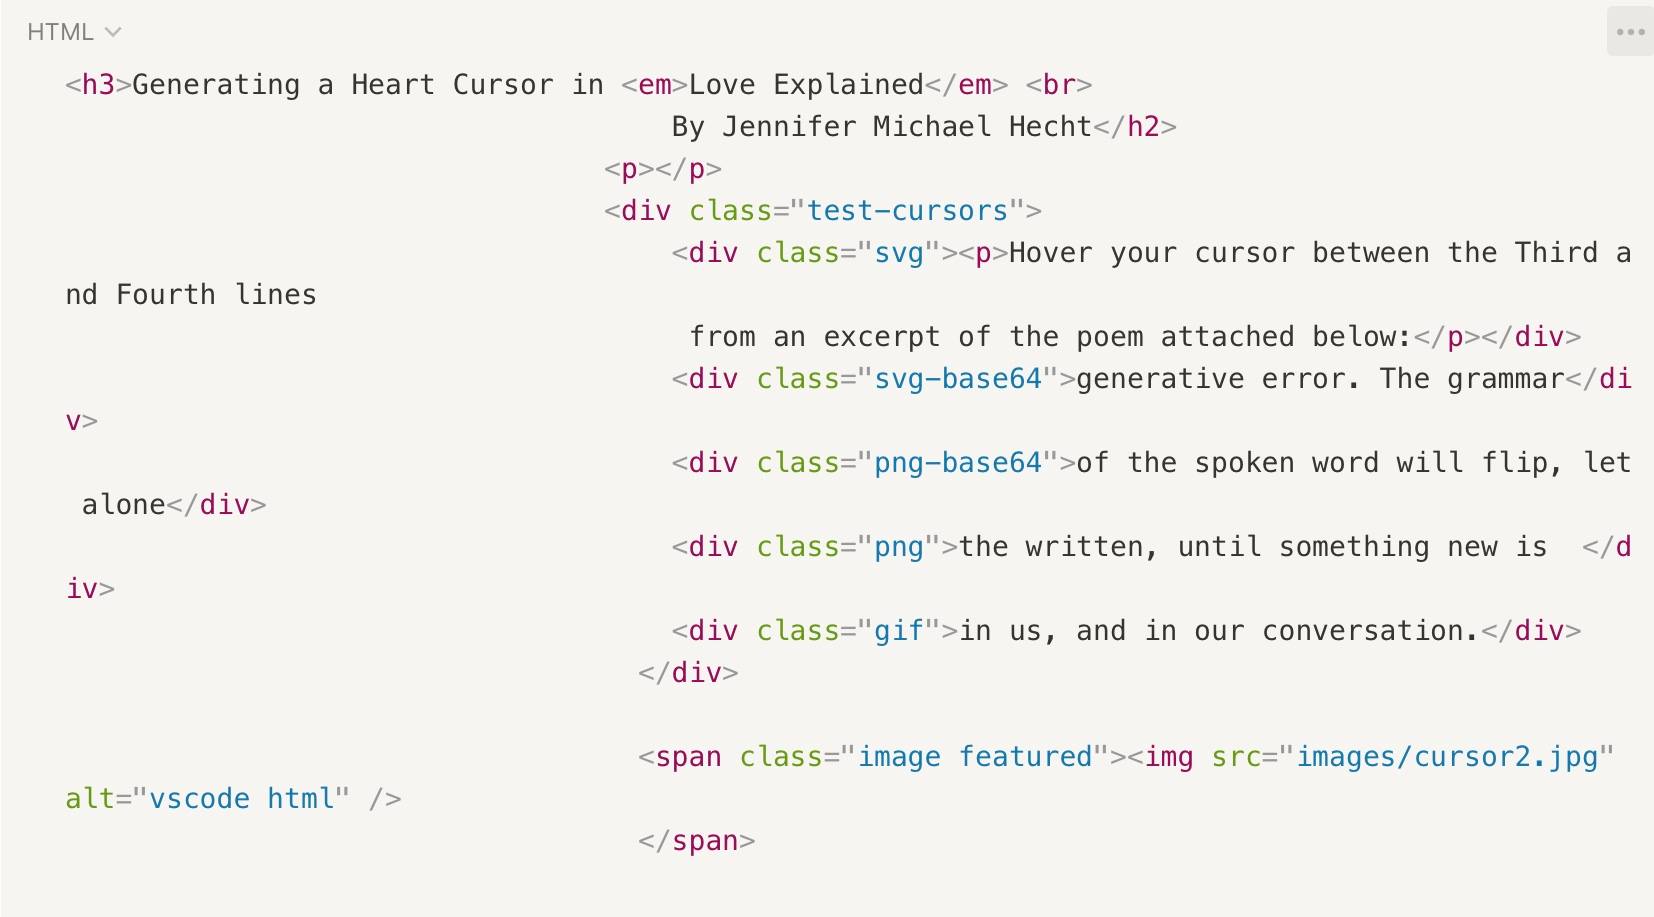 HTML
<h3>Generating a Heart Cursor in <em>Love Explained</em> <br>
By Jennifer Michael Hecht</h2>
<p></p>
<div class="test-cursors">
<div class="svg"><p>Hover your cursor between the Third a
nd Fourth lines
from an excerpt of the poem attached below:</p></div>
<div class="svg-base64">generative error. The grammar</di
v>
<div class="png-base64">of the spoken word will flip, let
alone</div>
<div class="png">the written, until something new is  </d
iv>
<div class="gif">in us, and in our conversation.</div>
</div>
<span class="image featured"><img src="images/cursor2.jpg"
alt="vscode html" />
</span>